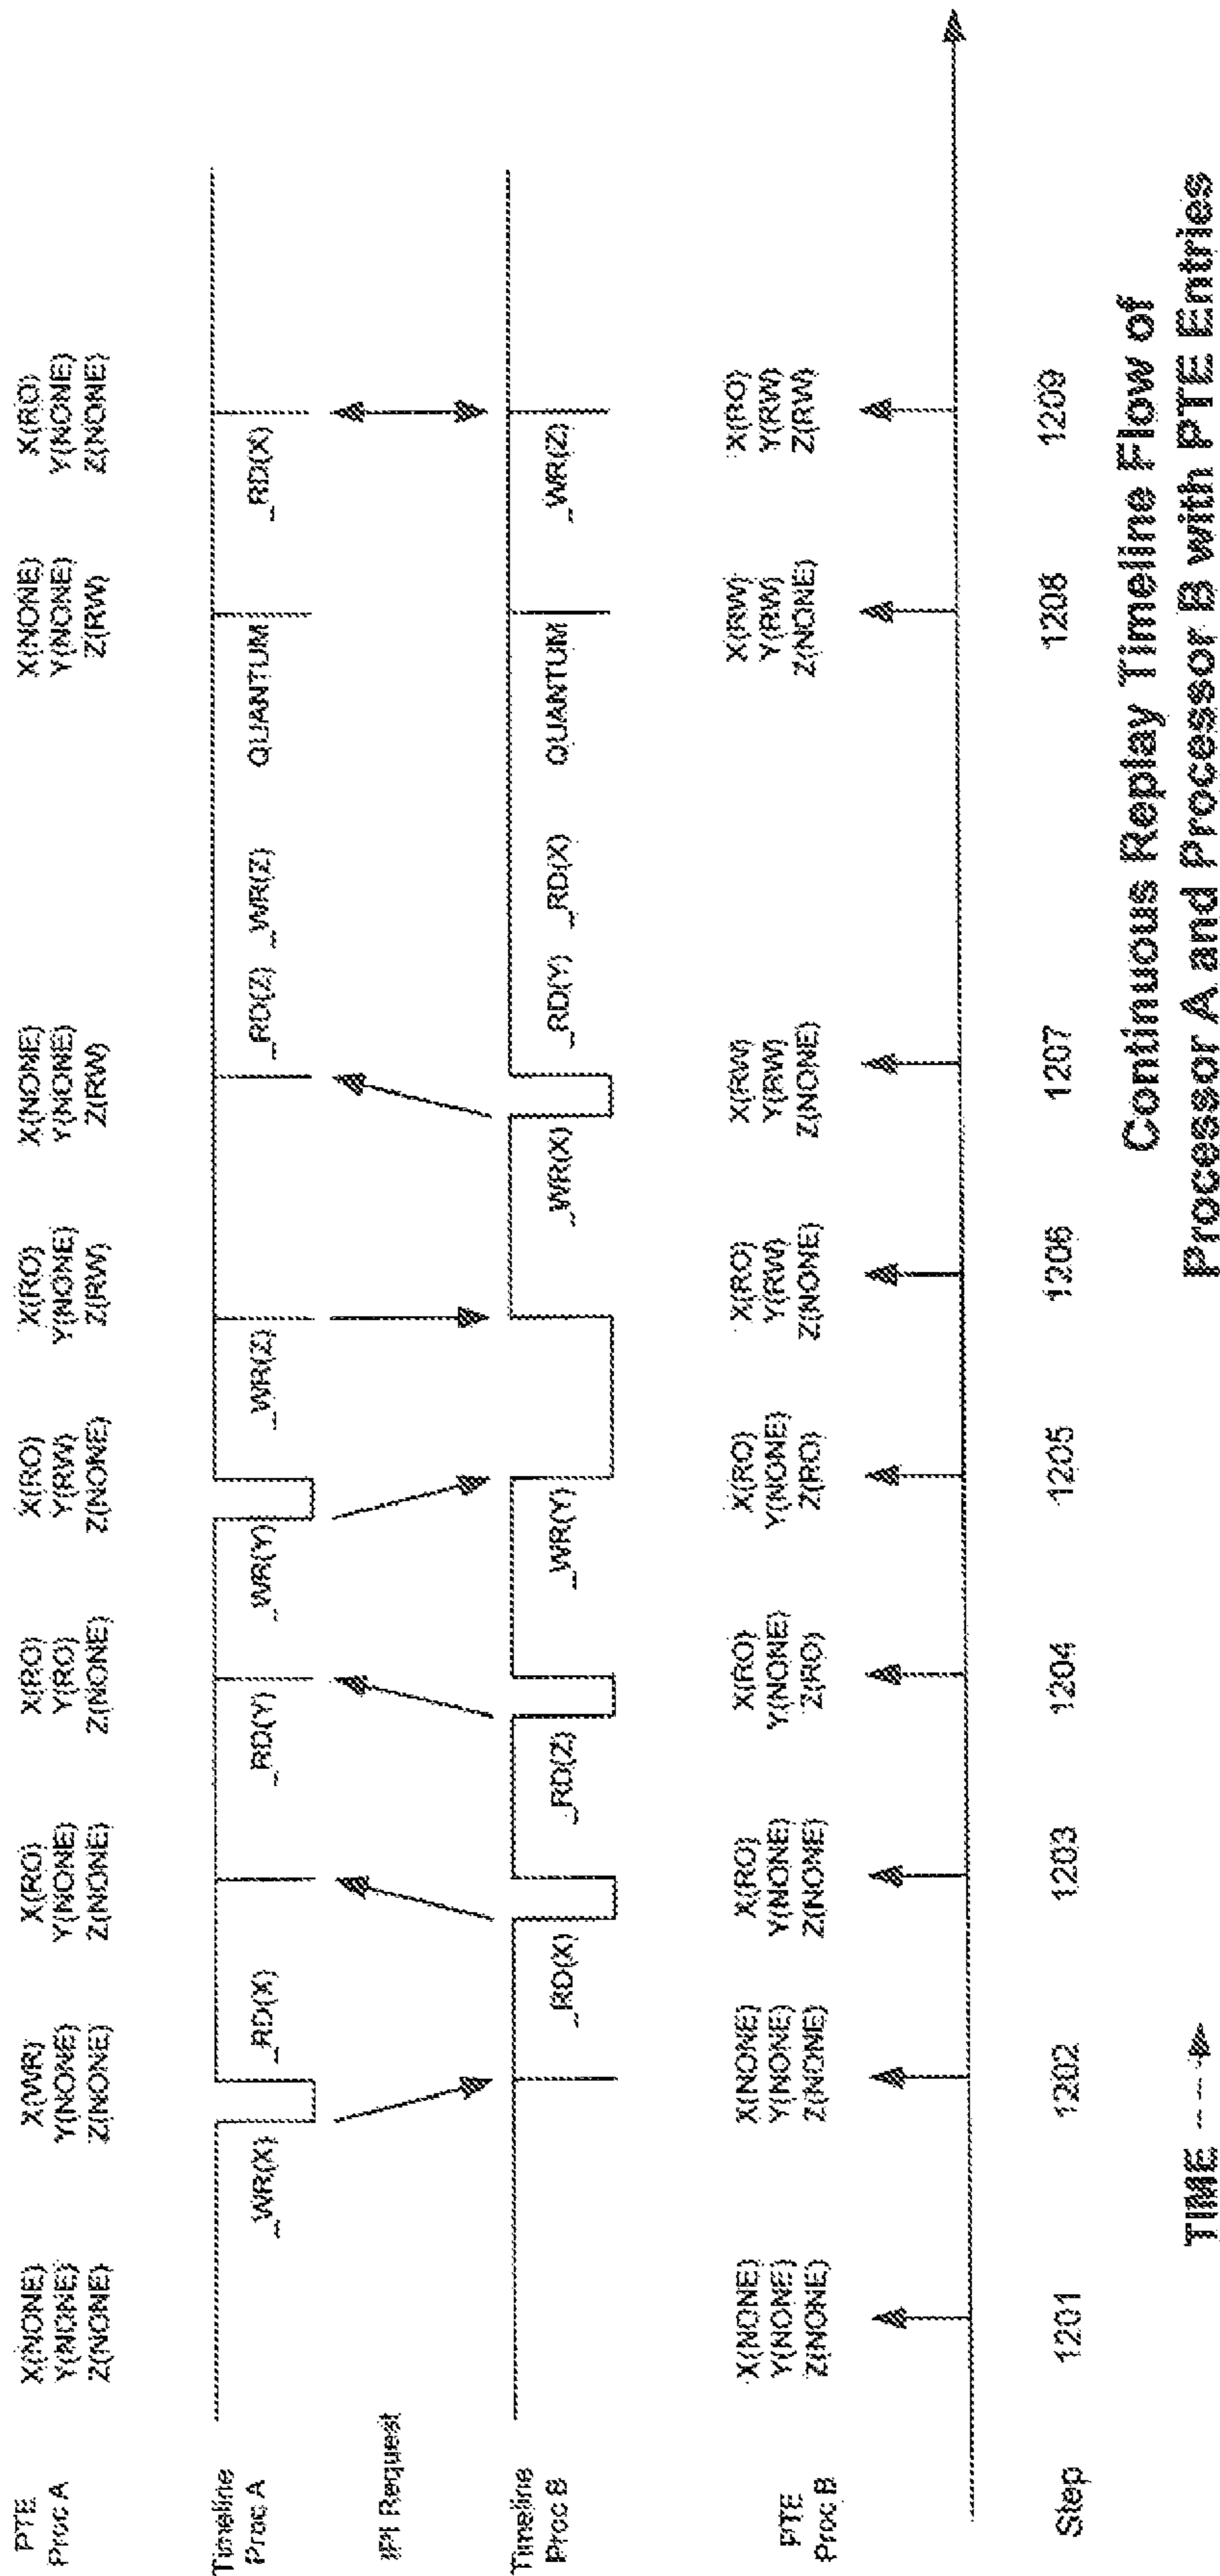 PTE
Proc A
X(NONE)
Y(NONE)
Z(NONE)
X(WR)
Y(NONE)
Z(NONE)
X(RO)
Y(NONE)
Z(NONE)
X(RO)
Y(RO)
Z(NONE)
X(RO)
Y(RW)
Z(NONE)
X(RO)
Y(NONE)
Z(RW)
X(NONE)
Y(NONE)
Z(RW)
X(NONE)
Y(NONE)
Z(RW)
X(RO)
Y(NONE)
Z(NONE)
Timeline
Proc A
_WR(X)
_RD(X)
_RD(Y)
_WR(Y)
_WR(Z)
_RD(Z)
_WR(Z)
QUANTUM
_RD(X)
IPI Request
Timeline
Proc B
_RD(X)
_RD(Z)
_WR(Y)
_WR(X)
_RD(Y)
_RD(X)
QUANTUM
_WR(Z)
PTE
Proc B
X(NONE)
Y(NONE)
Z(NONE)
X(NONE)
Y(NONE)
Z(NONE)
X(RO)
Y(NONE)
Z(NONE)
X(RO)
Y(NONE)
Z(RO)
X(RO)
Y(NONE)
Z(RO)
X(RO)
Y(RW)
Z(NONE)
X(RW)
Y(RW)
Z(NONE)
X(RW)
Y(RW)
Z(NONE)
X(RO)
Y(RW)
Z(RW)
Step
1201
1202
1203
1204
1205
1206
1207
1208
1209
TIME
Continuous Replay Timeline Flow of
Processor A and Processor B with PTE Entries